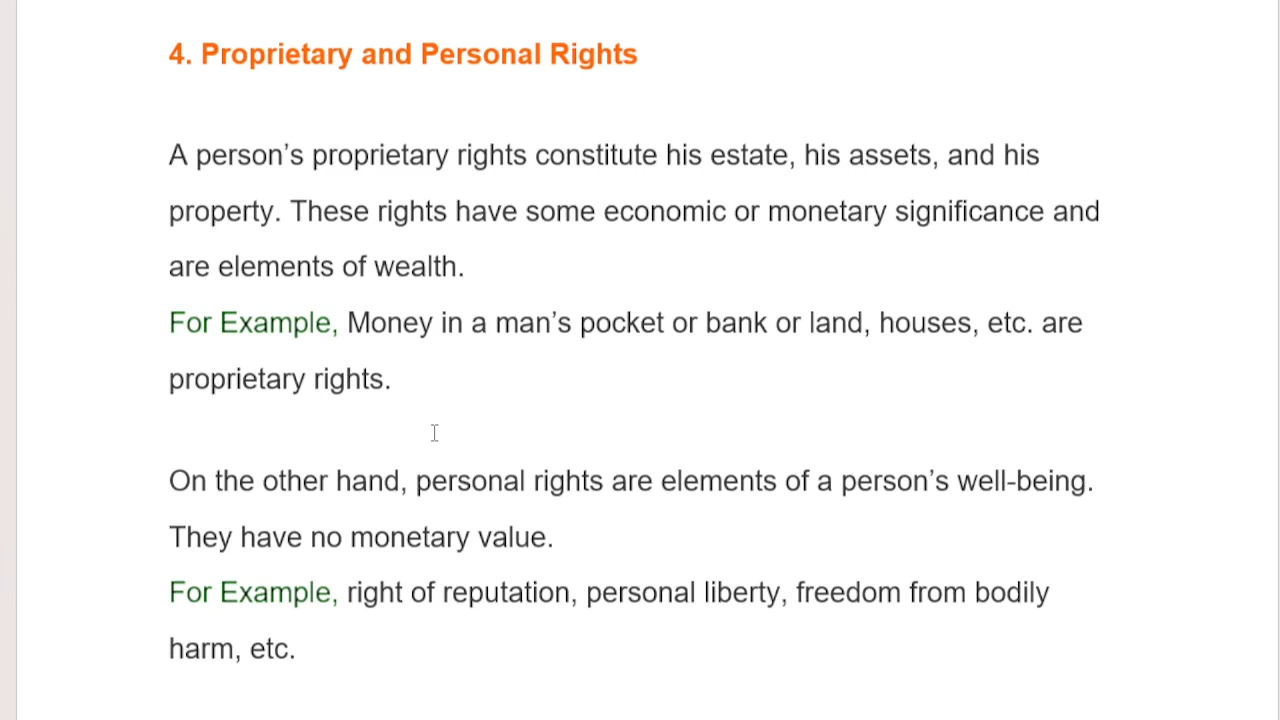 4. Proprietary and Personal Rights
A person’s proprietary rights constitute his estate, his assets, and his
property. These rights have some economic or monetary significance and
are elements of wealth.
For Example, Money in a man’s pocket or bank or land, houses, etc. are
proprietary rights.
On the other hand, personal rights are elements of a person’s well-being.
They have no monetary value.
For Example, right of reputation, personal liberty, freedom from bodily
harm, etc.